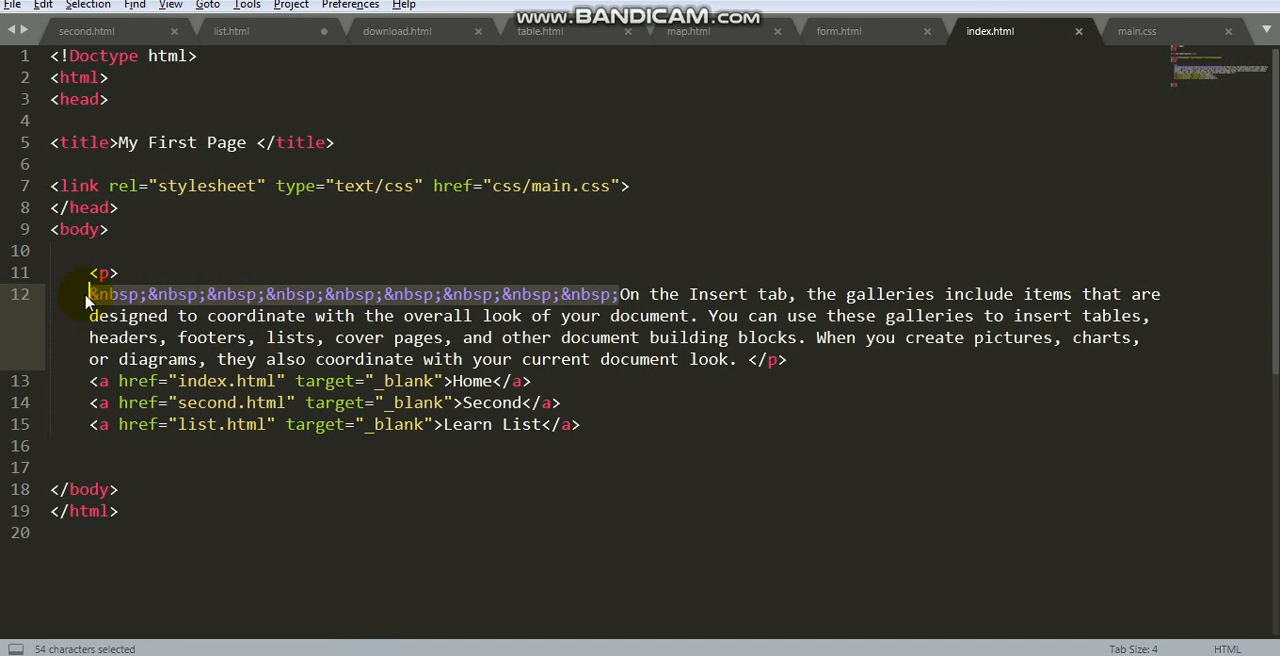 File Edit Selection Find View Goto Tools Project Preferences Help
www.BANDICAM.com
second.html list.html download.html table.html map.html form.html index.html main.css
1 <!Doctype html>
2 <html>
3 <head>
4
5 <title>My First Page </title>
6
7 <link rel="stylesheet" type="text/css" href="css/main.css">
8 </head>
9 <body>
10
11 <p>
12 &nbsp;&nbsp;&nbsp;&nbsp;&nbsp;&nbsp;&nbsp;&nbsp;&nbsp;On the Insert tab, the galleries include items that are
designed to coordinate with the overall look of your document. You can use these galleries to insert tables,
headers, footers, lists, cover pages, and other document building blocks. When you create pictures, charts,
or diagrams, they also coordinate with your current document look. </p>
13 <a href="index.html" target="_blank">Home</a>
14 <a href="second.html" target="_blank">Second</a>
15 <a href="list.html" target="_blank">Learn List</a>
16
17
18 </body>
19 </html>
20
54 characters selected Tab Size: 4 HTML